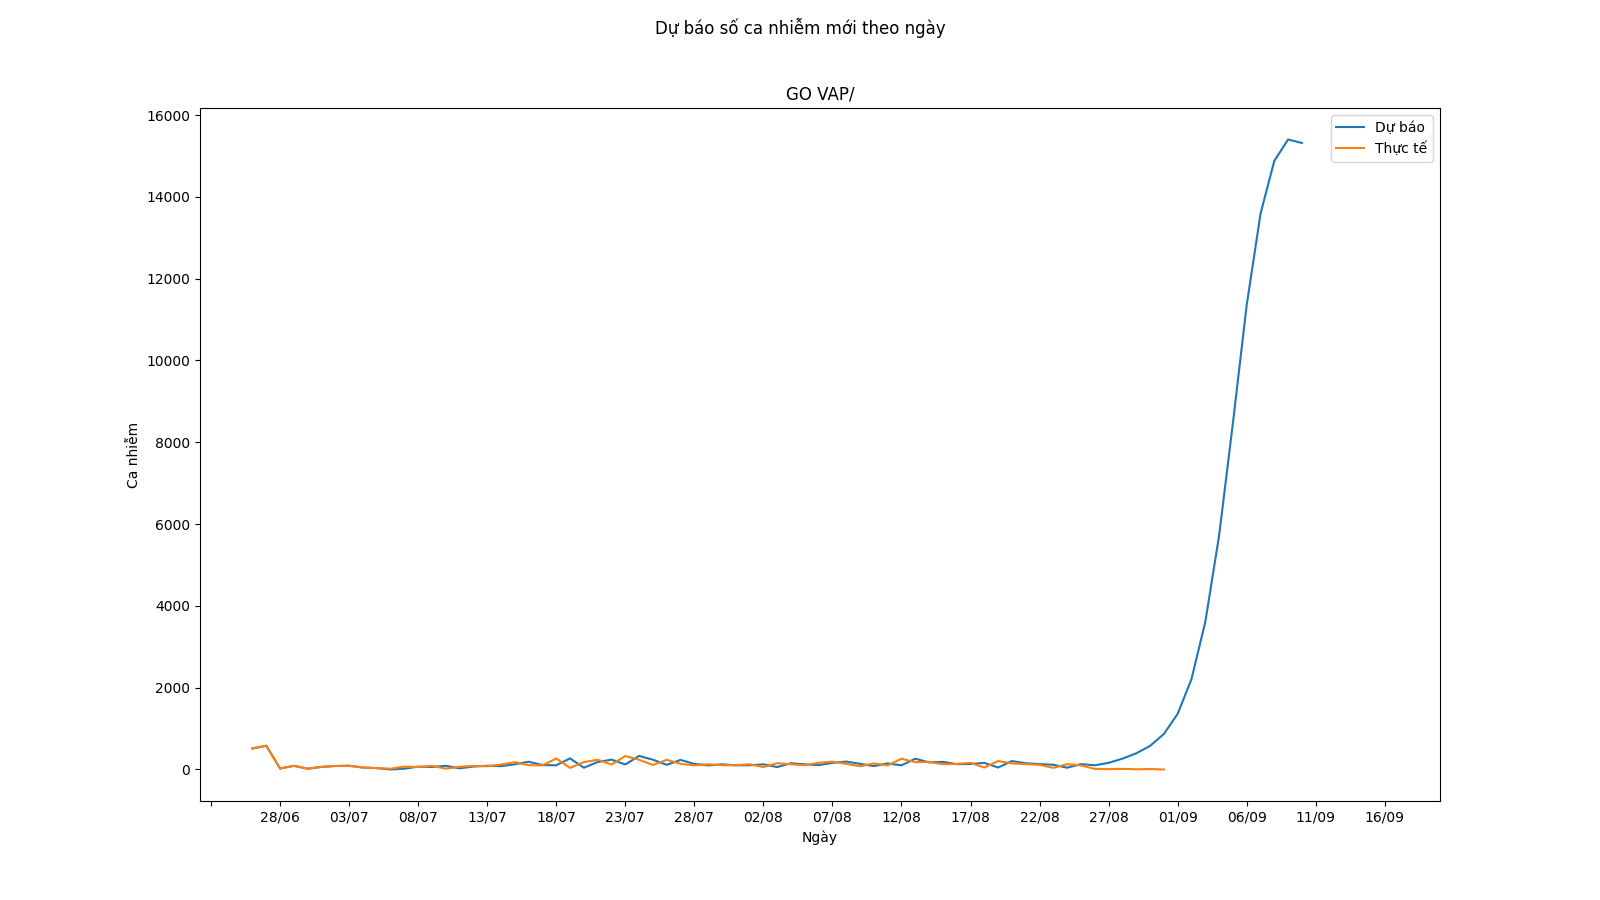 Dự báo số ca nhiễm mới theo ngày
GO VAP/
Dự báo
Thực tế
16000
14000
12000
10000
8000
6000
4000
2000
0
Ca nhiễm
28/06 03/07 08/07 13/07 18/07 23/07 28/07 02/08 07/08 12/08 17/08 22/08 27/08 01/09 06/09 11/09 16/09
Ngày